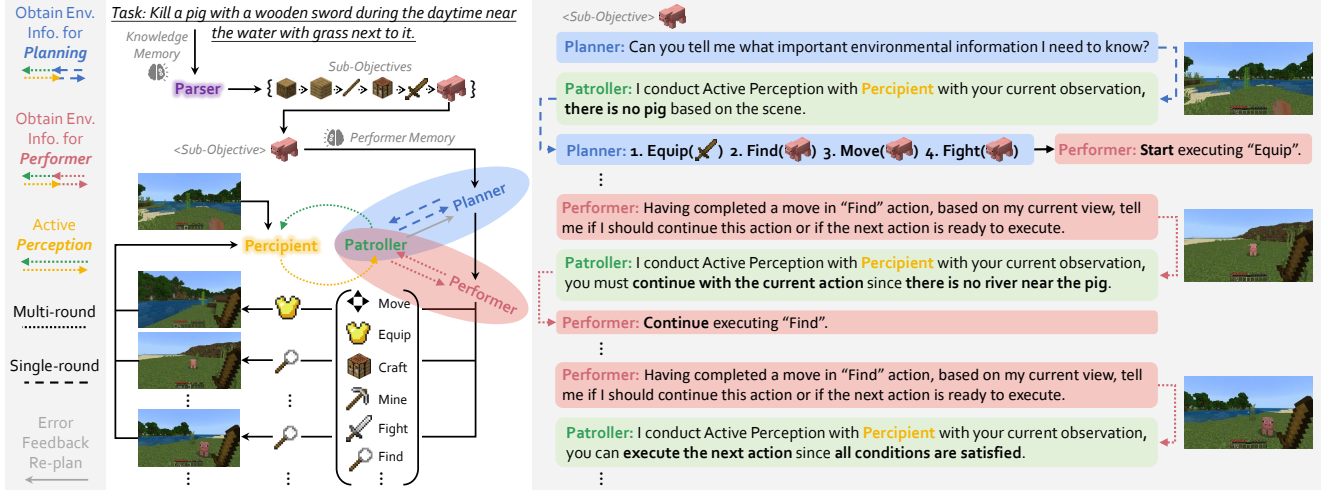 Obtain Env.
Info. for
Planning
Obtain Env.
Info. for
Performer
Active
Perception
Multi-round
Single-round
Error
Feedback
Re-plan
Task: Kill a pig with a wooden sword during the daytime near
the water with grass next to it.
Knowledge
Memory
Parser
Sub-Objectives
{ }
<Sub-Objective>
Performer Memory
Planner
Percipient
Patroller
Performer
Move
Equip
Craft
Mine
Fight
Find
<Sub-Objective>
Planner: Can you tell me what important environmental information I need to know?
Patroller: I conduct Active Perception with Percipient with your current observation,
there is no pig based on the scene.
Planner: 1. Equip( ) 2. Find( ) 3. Move( ) 4. Fight( )
Performer: Start executing “Equip”.
Performer: Having completed a move in “Find” action, based on my current view, tell
me if I should continue this action or if the next action is ready to execute.
Patroller: I conduct Active Perception with Percipient with your current observation,
you must continue with the current action since there is no river near the pig.
Performer: Continue executing “Find”.
Performer: Having completed a move in “Find” action, based on my current view, tell
me if I should continue this action or if the next action is ready to execute.
Patroller: I conduct Active Perception with Percipient with your current observation,
you can execute the next action since all conditions are satisfied.